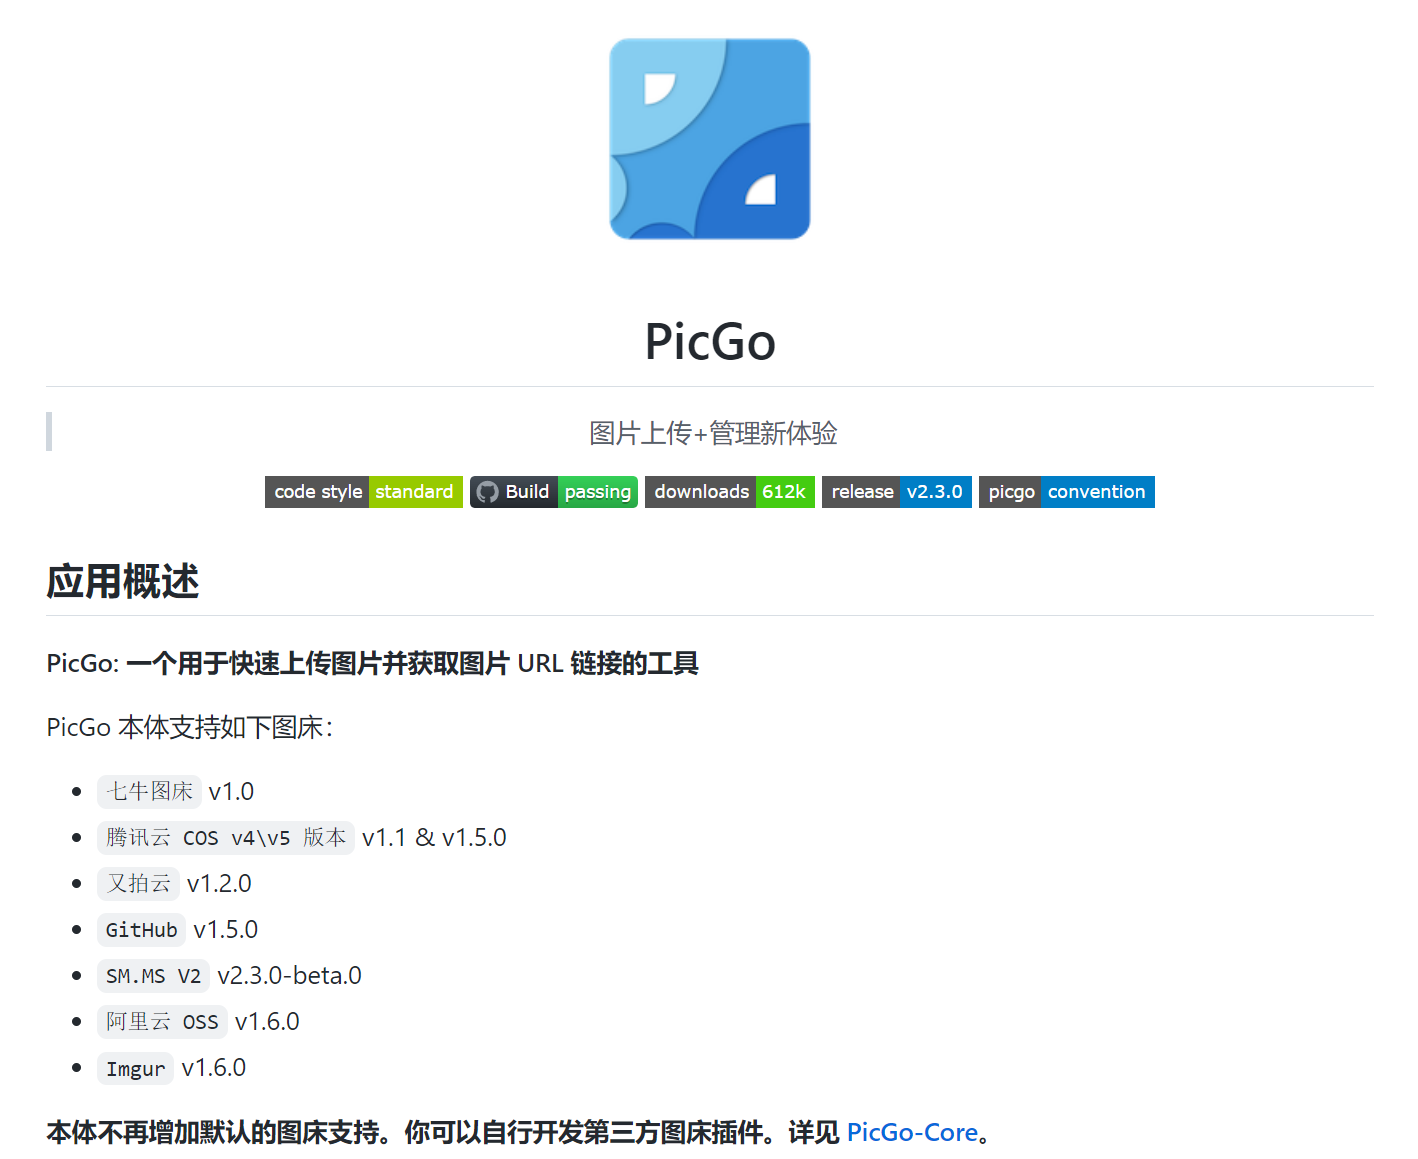 PicGo
图片上传+管理新体验
code style standard Build passing downloads 612k release v2.3.0 picgo convention
应用概述
PicGo: 一个用于快速上传图片并获取图片 URL 链接的工具
PicGo 本体支持如下图床：
七牛图床 v1.0
腾讯云 COS v4\v5 版本 v1.1 & v1.5.0
又拍云 v1.2.0
GitHub v1.5.0
SM.MS V2 v2.3.0-beta.0
阿里云 OSS v1.6.0
Imgur v1.6.0
本体不再增加默认的图床支持。你可以自行开发第三方图床插件。详见 PicGo-Core。